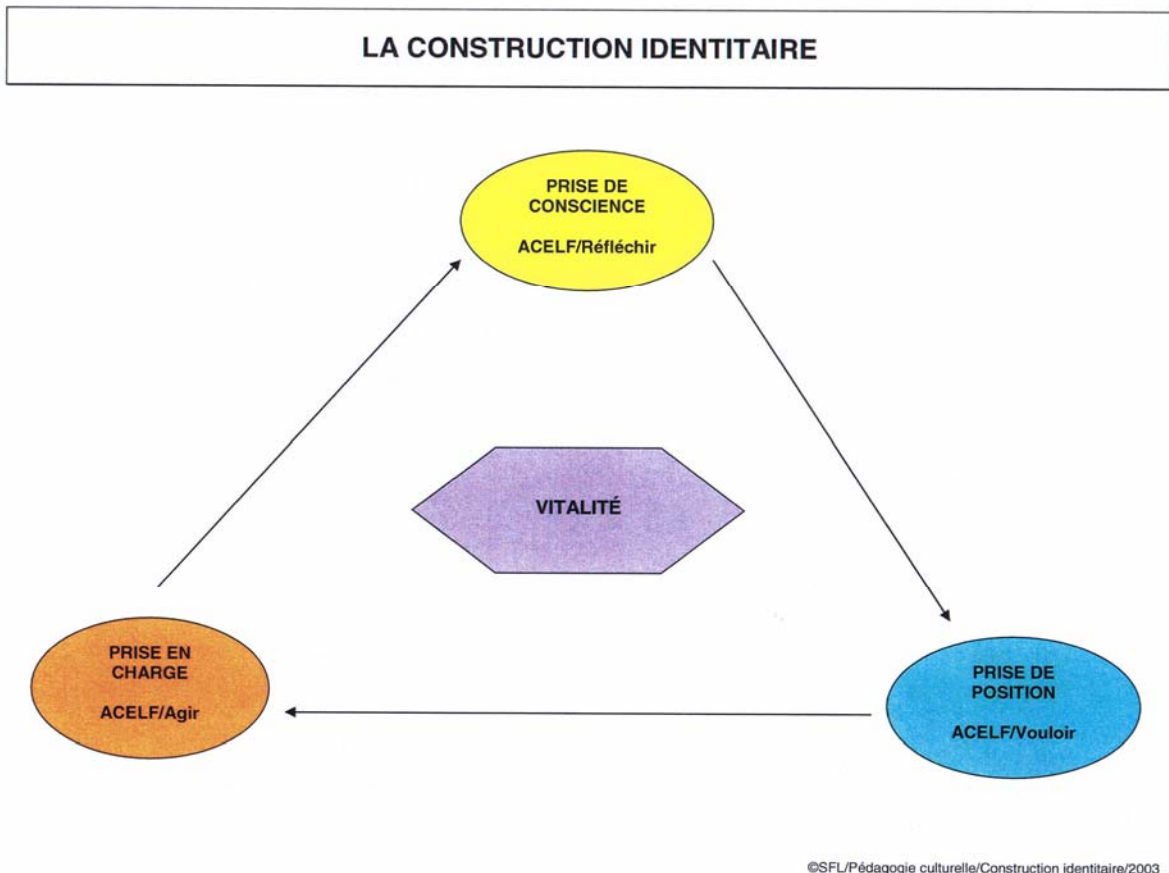 LA CONSTRUCTION IDENTITAIRE
PRISE DE
CONSCIENCE
ACELF/Réfléchir
VITALITÉ
PRISE EN
CHARGE
ACELF/Agir
PRISE DE
POSITION
ACELF/Vouloir
©SFL/Pédagogie culturelle/Construction identitaire/2003